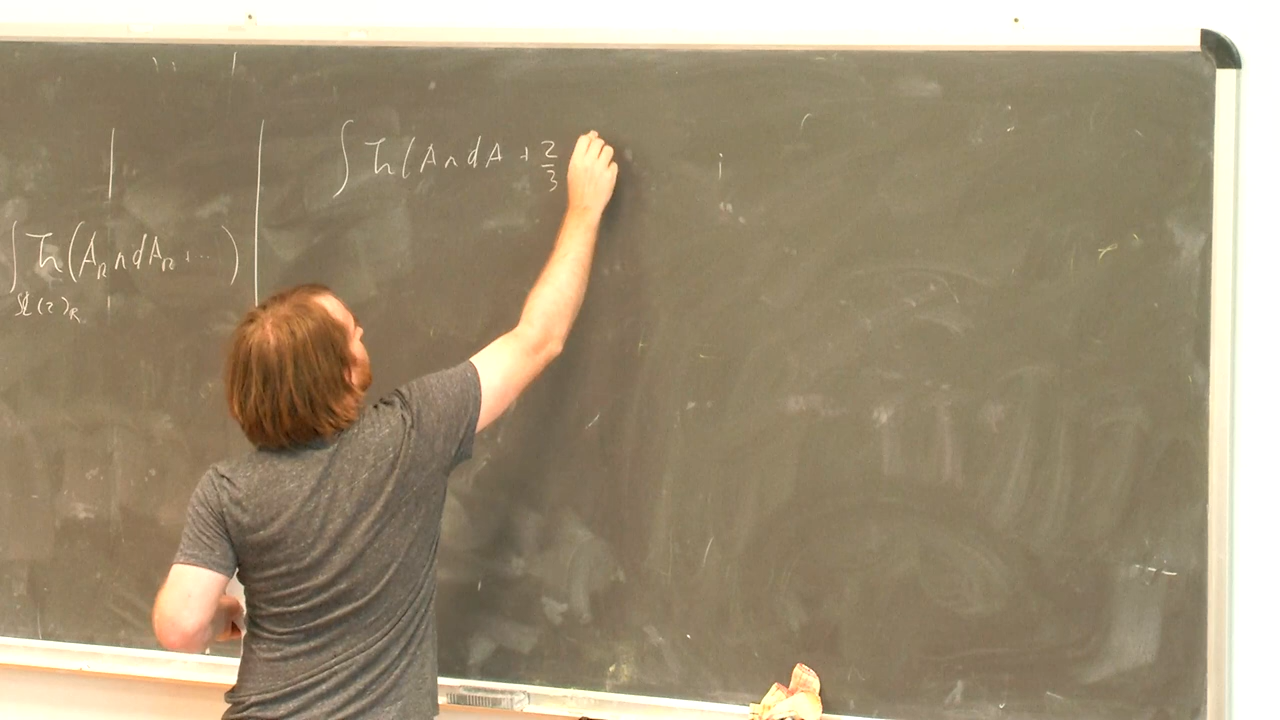 ∫ Tr(A_R ∧ dA_R + ...)
SL(2)_R
∫ Tr(A ∧ dA + 2/3